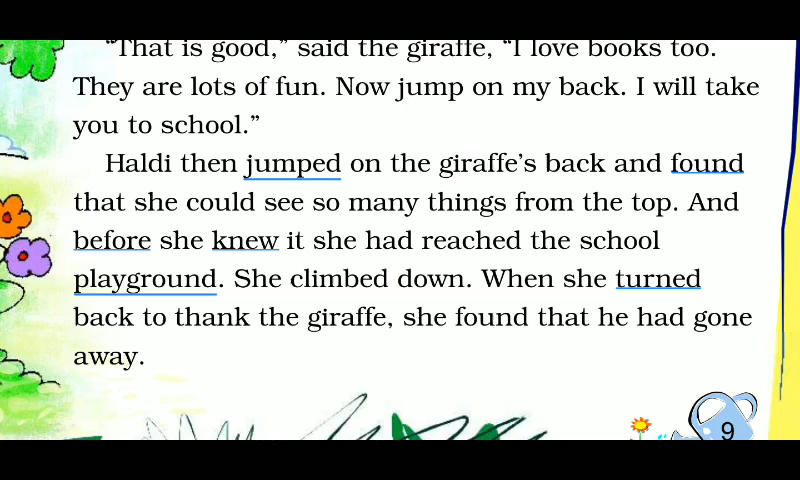 “That is good,” said the giraffe, “I love books too.
They are lots of fun. Now jump on my back. I will take
you to school.”
Haldi then jumped on the giraffe’s back and found
that she could see so many things from the top. And
before she knew it she had reached the school
playground. She climbed down. When she turned
back to thank the giraffe, she found that he had gone
away.
9